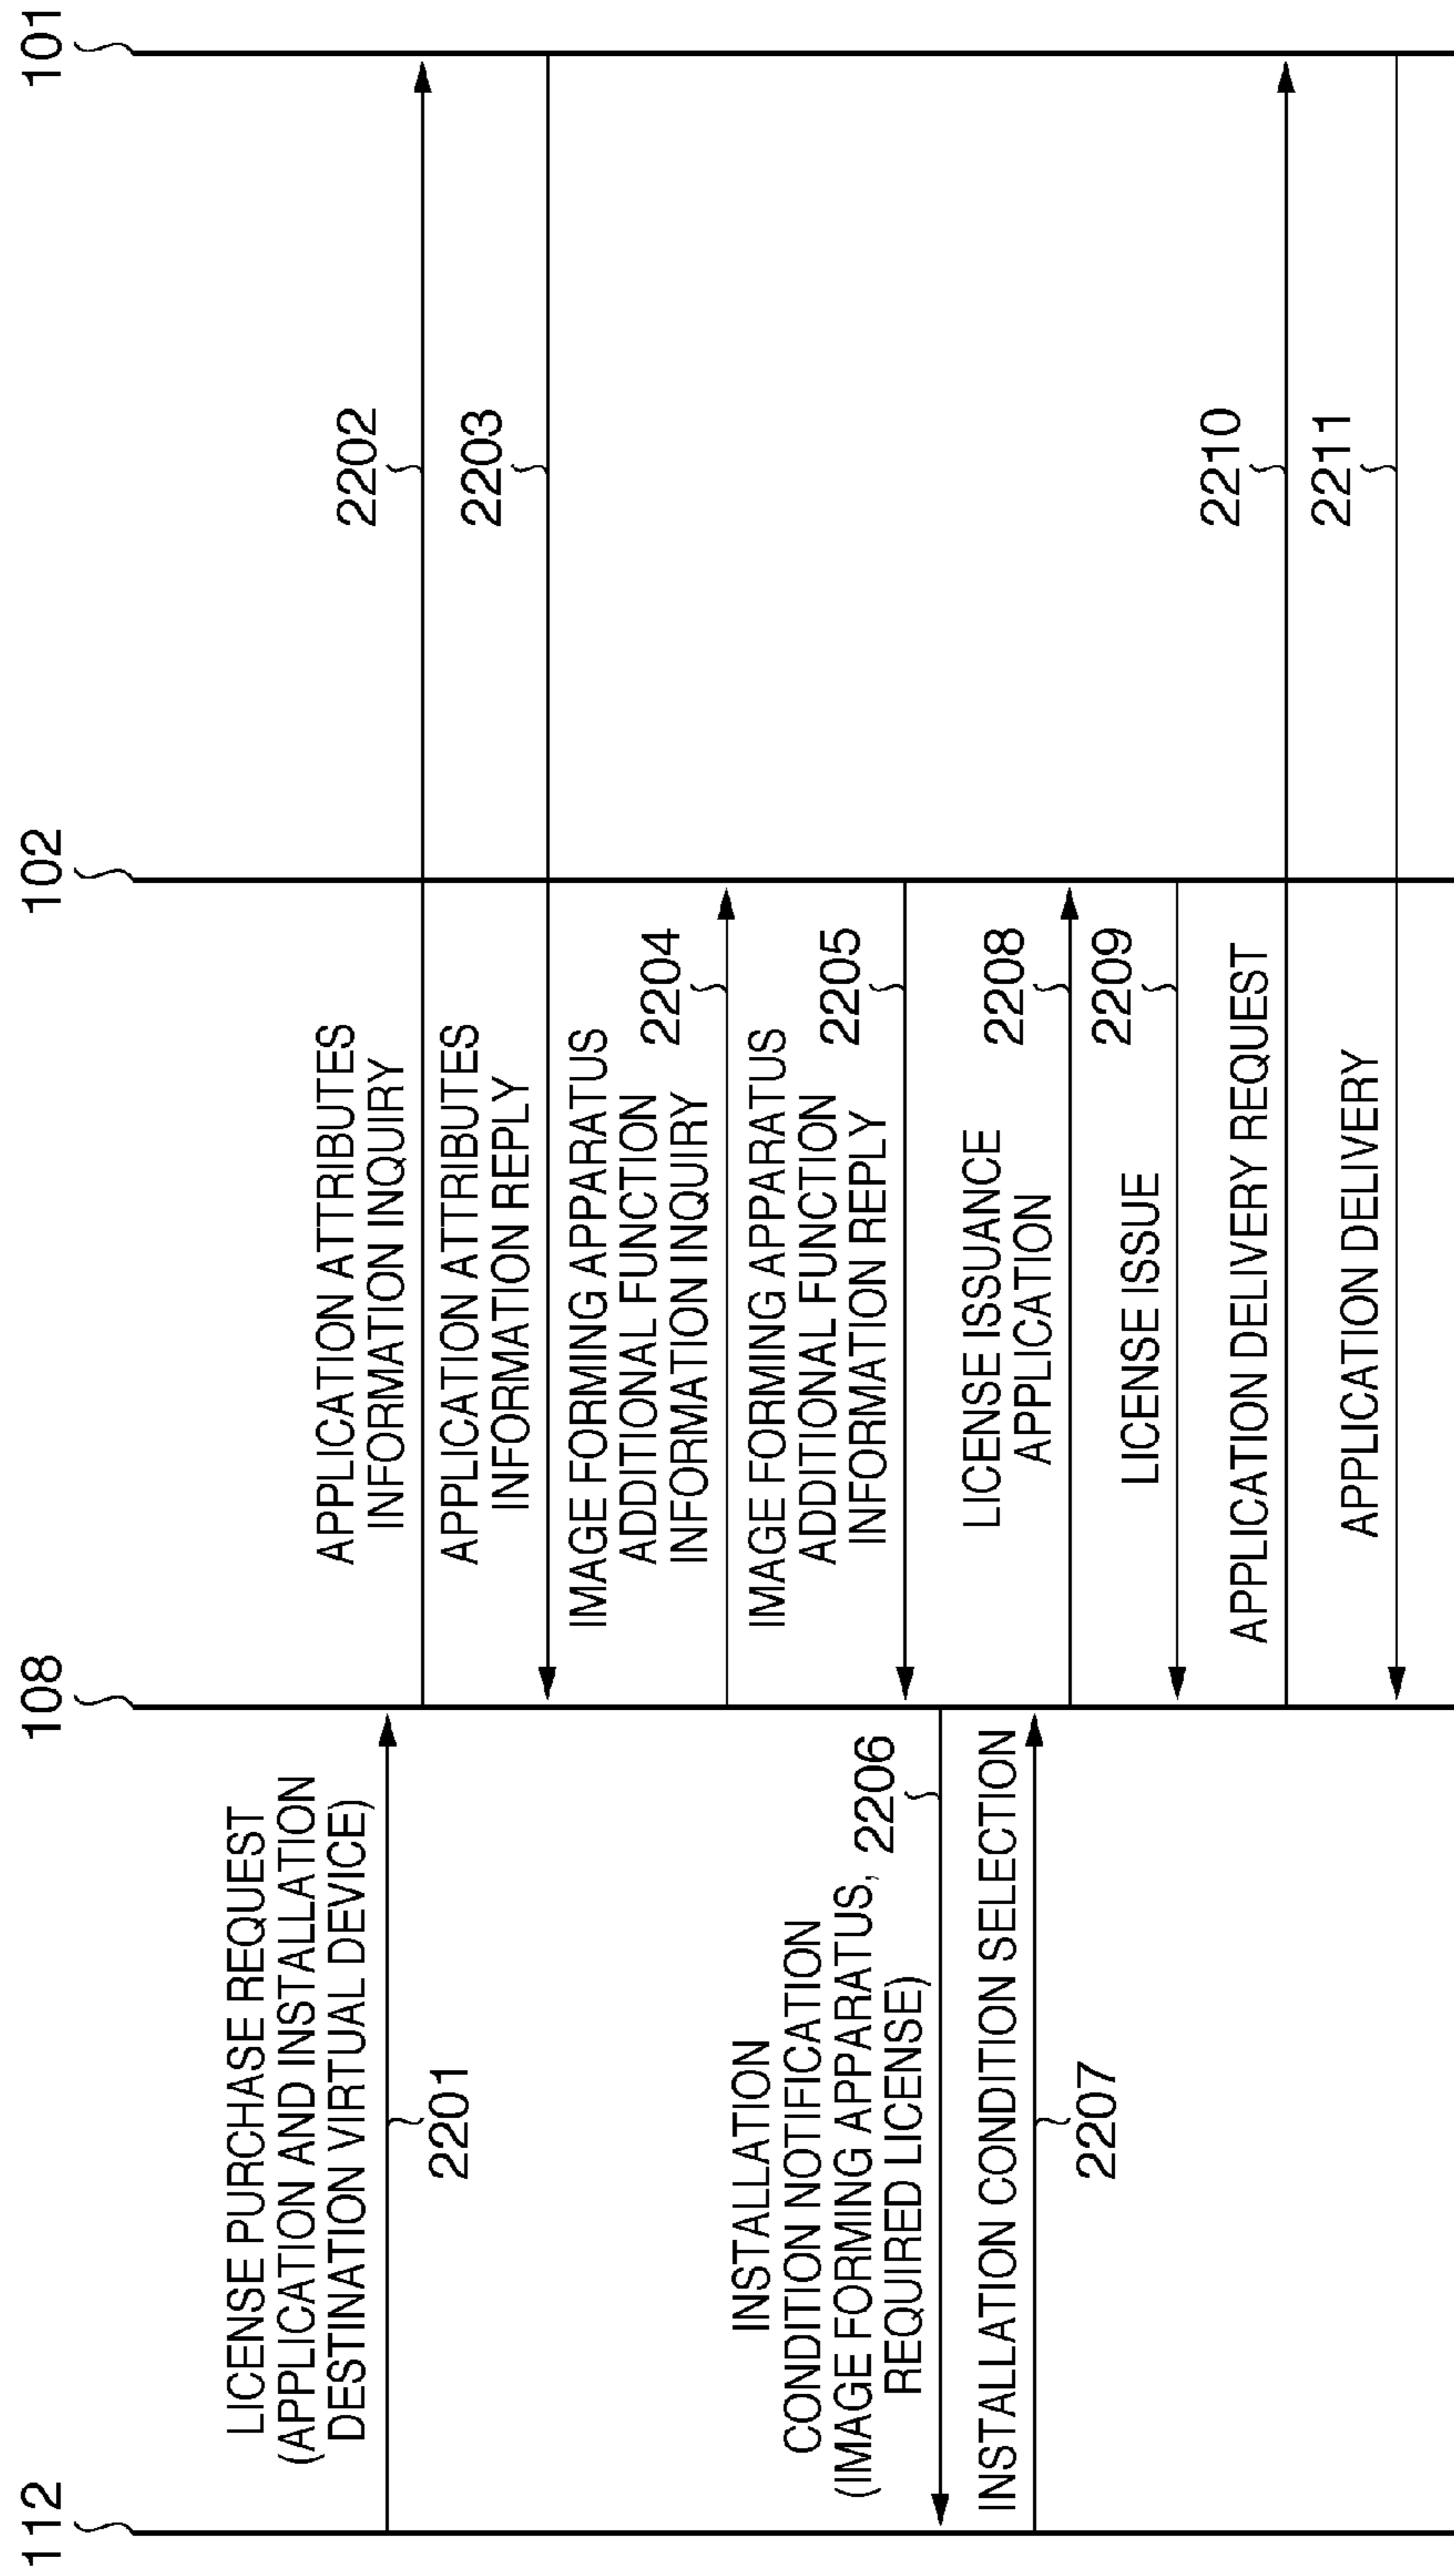 112
108
102
101
LICENSE PURCHASE REQUEST
(APPLICATION AND INSTALLATION
DESTINATION VIRTUAL DEVICE)
2201
APPLICATION ATTRIBUTES
INFORMATION INQUIRY
2202
APPLICATION ATTRIBUTES
INFORMATION REPLY
2203
IMAGE FORMING APPARATUS
ADDITIONAL FUNCTION
INFORMATION INQUIRY
2204
IMAGE FORMING APPARATUS
ADDITIONAL FUNCTION
INFORMATION REPLY
2205
INSTALLATION
CONDITION NOTIFICATION
(IMAGE FORMING APPARATUS,
REQUIRED LICENSE)
2206
INSTALLATION CONDITION SELECTION
2207
LICENSE ISSUANCE
APPLICATION
2208
LICENSE ISSUE
2209
APPLICATION DELIVERY REQUEST
2210
APPLICATION DELIVERY
2211